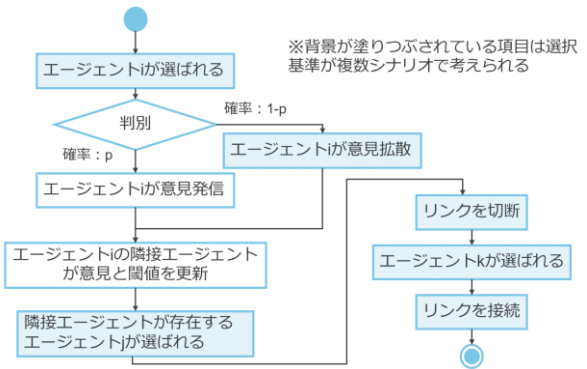 エージェントiが選ばれる
※背景が塗りつぶされている項目は選択
基準が複数シナリオで考えられる
判別
確率：1-p
確率：p
エージェントiが意見拡散
エージェントiが意見発信
エージェントiの隣接エージェント
が意見と閾値を更新
隣接エージェントが存在する
エージェントjが選ばれる
リンクを切断
エージェントkが選ばれる
リンクを接続